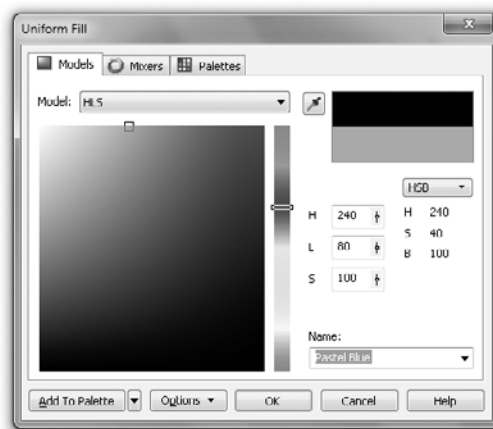 Uniform Fill
Models Mixers Palettes
Model: HLS
HSB
H 240 H 240
L 80 S 40
B 100
S 100
Name:
Pastel Blue
Add To Palette Options OK Cancel Help